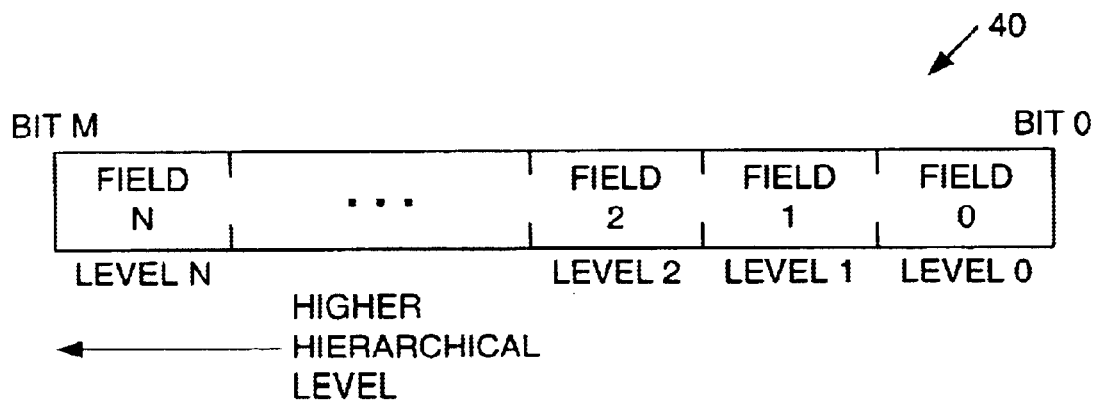 40
BIT M BIT 0
FIELD N ... FIELD 2 FIELD 1 FIELD 0
LEVEL N LEVEL 2 LEVEL 1 LEVEL 0
HIGHER
HIERARCHICAL
LEVEL